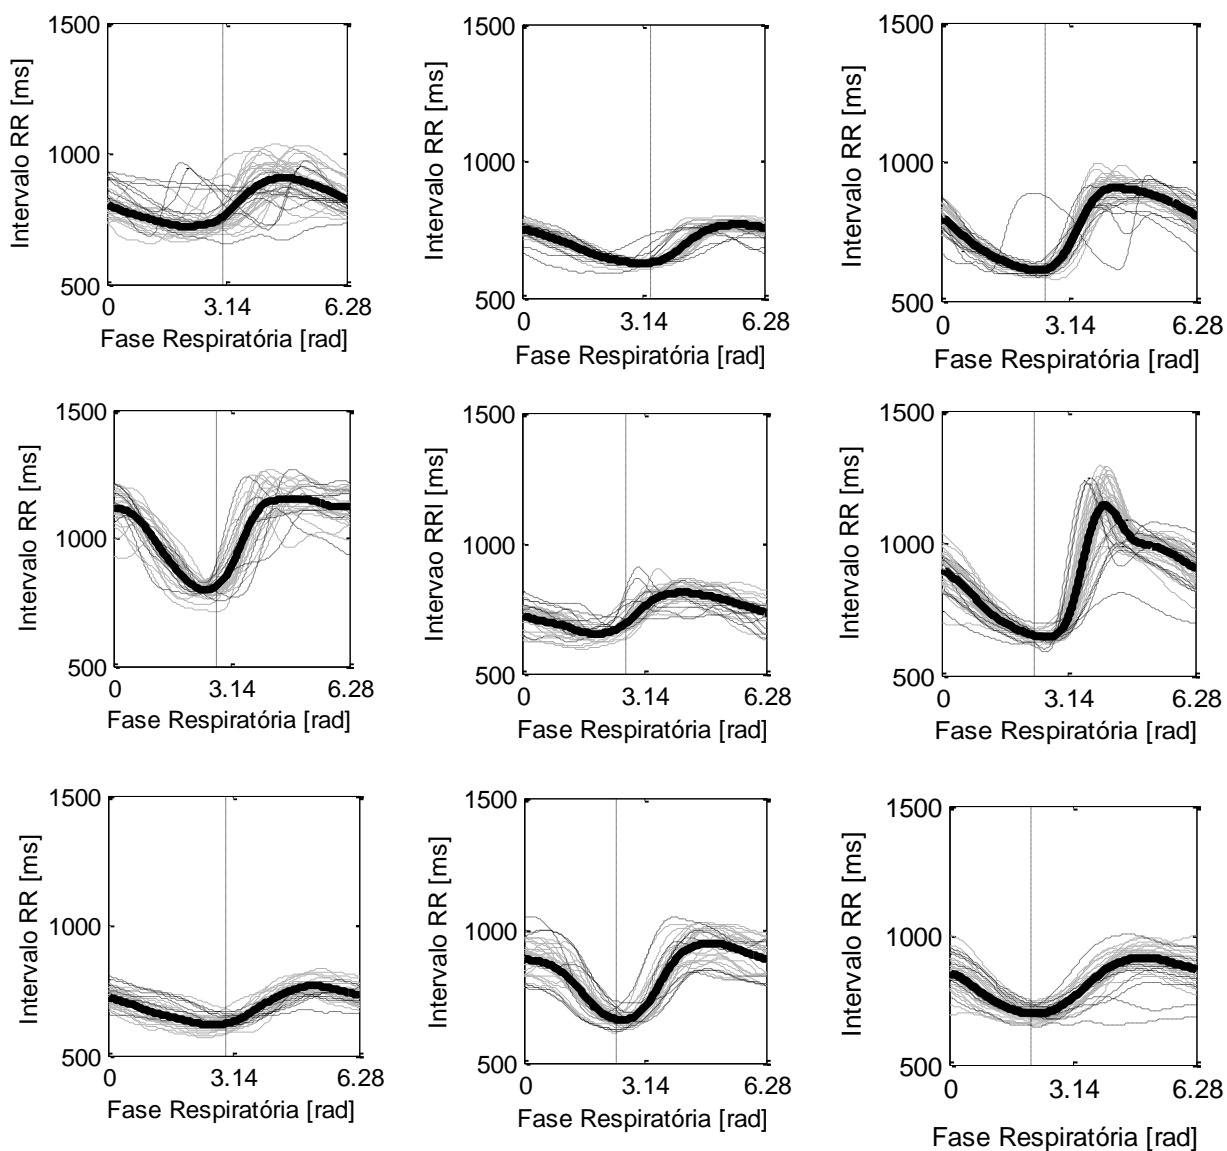 1500
1000
500
Intervalo RR [ms]
0 3.14 6.28
Fase Respiratória [rad]
1500
1000
500
Intervalo RR [ms]
0 3.14 6.28
Fase Respiratória [rad]
1500
1000
500
Intervalo RR [ms]
0 3.14 6.28
Fase Respiratória [rad]
1500
1000
500
Intervalo RR [ms]
0 3.14 6.28
Fase Respiratória [rad]
1500
1000
500
Intervao RRI [ms]
0 3.14 6.28
Fase Respiratória [rad]
1500
1000
500
Intervalo RR [ms]
0 3.14 6.28
Fase Respiratória [rad]
1500
1000
500
Intervalo RR [ms]
0 3.14 6.28
Fase Respiratória [rad]
1500
1000
500
Intervalo RR [ms]
0 3.14 6.28
Fase Respiratória [rad]
1500
1000
500
Intervalo RR [ms]
0 3.14 6.28
Fase Respiratória [rad]